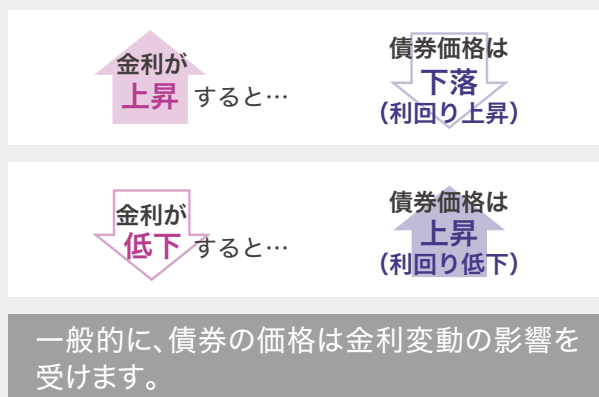 金利が
上昇 すると…
債券価格は
下落
(利回り上昇)
金利が
低下 すると…
債券価格は
上昇
(利回り低下)
一般的に、債券の価格は金利変動の影響を
受けます。